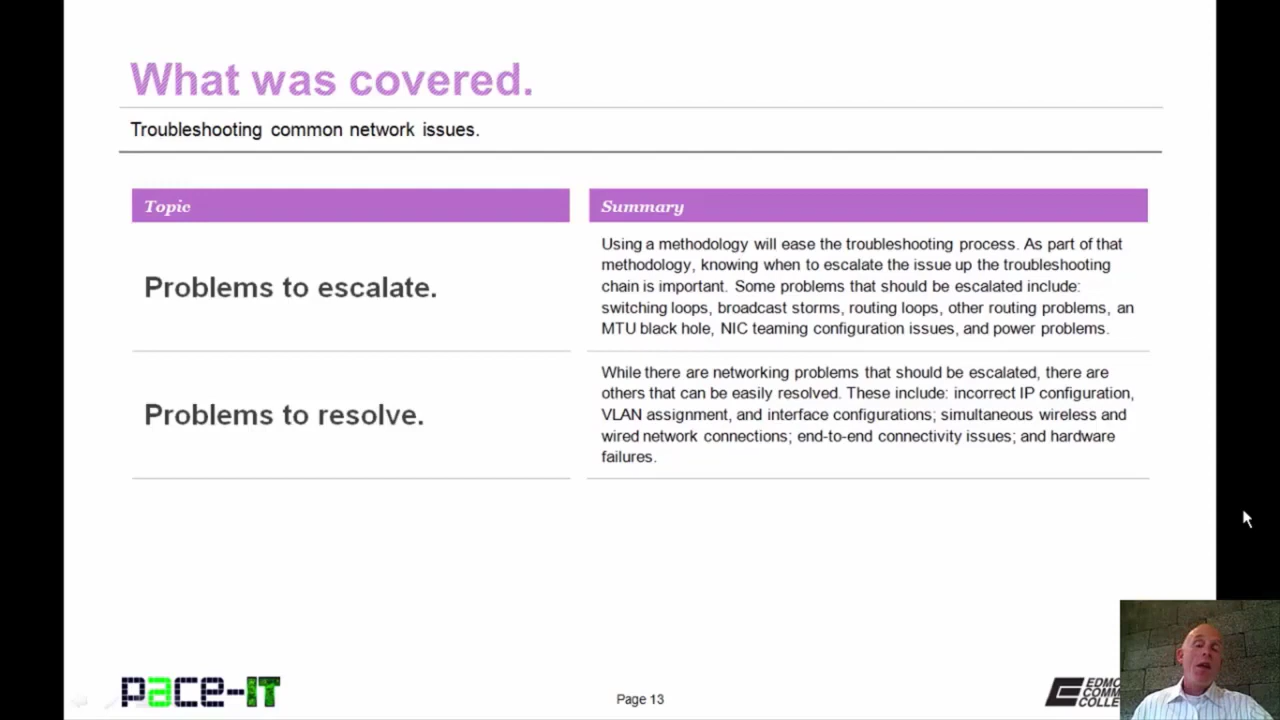 What was covered.
Troubleshooting common network issues.
Topic
Summary
Problems to escalate.
Using a methodology will ease the troubleshooting process. As part of that
methodology, knowing when to escalate the issue up the troubleshooting
chain is important. Some problems that should be escalated include:
switching loops, broadcast storms, routing loops, other routing problems, an
MTU black hole, NIC teaming configuration issues, and power problems.
Problems to resolve.
While there are networking problems that should be escalated, there are
others that can be easily resolved. These include: incorrect IP configuration,
VLAN assignment, and interface configurations; simultaneous wireless and
wired network connections; end-to-end connectivity issues; and hardware
failures.
pace-IT
Page 13